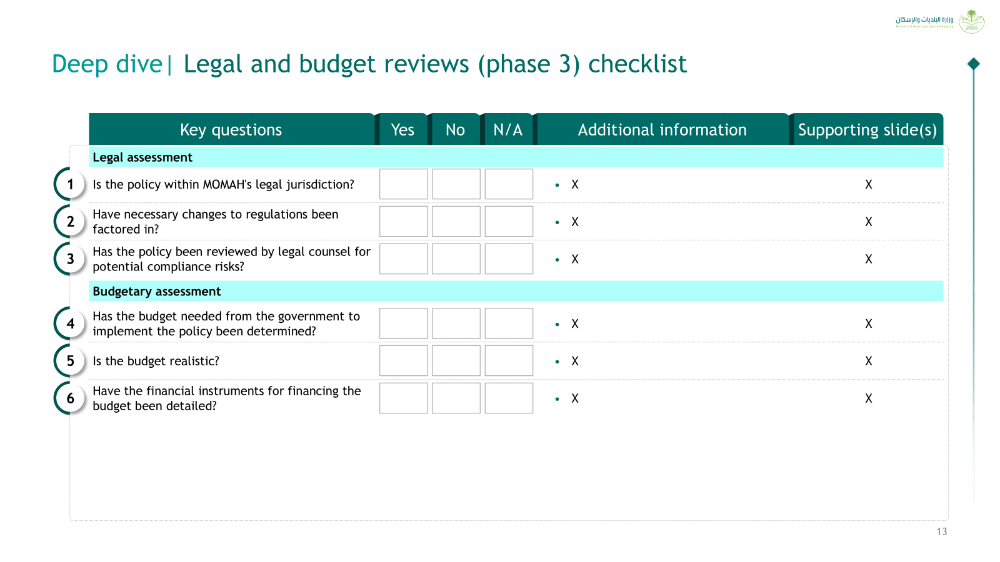 وزارة البلديات والإسكان
Ministry of Municipalities and Housing
Deep dive| Legal and budget reviews (phase 3) checklist
Key questions Yes No N/A Additional information Supporting slide(s)
Legal assessment
1 Is the policy within MOMAH's legal jurisdiction? • X X
2 Have necessary changes to regulations been
factored in? • X X
3 Has the policy been reviewed by legal counsel for
potential compliance risks? • X X
Budgetary assessment
4 Has the budget needed from the government to
implement the policy been determined? • X X
5 Is the budget realistic? • X X
6 Have the financial instruments for financing the
budget been detailed? • X X
13